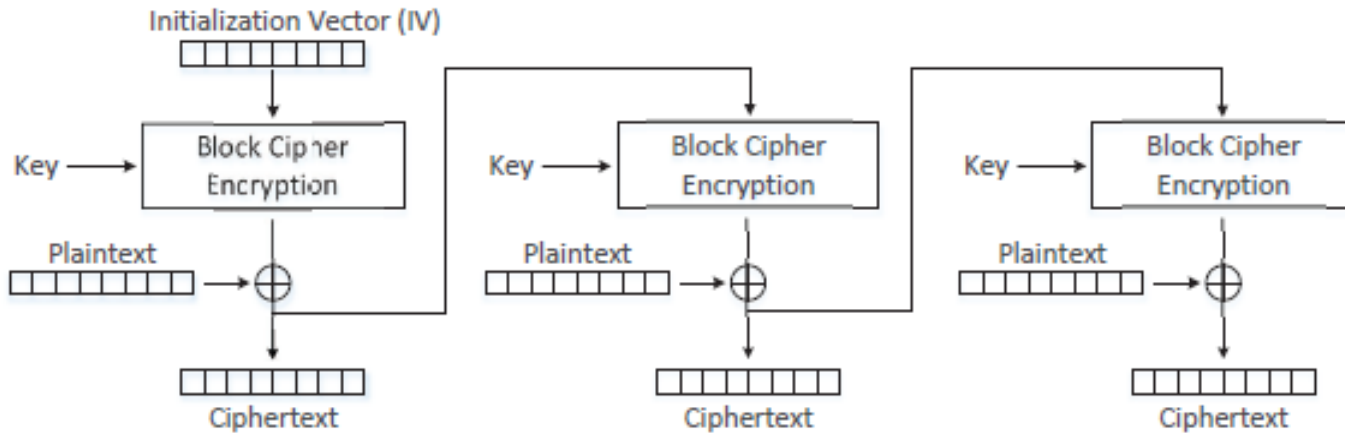 Initialization Vector (IV)
Key
Block Cipher
Encryption
Key
Block Cipher
Encryption
Key
Block Cipher
Encryption
Plaintext
Plaintext
Plaintext
Ciphertext
Ciphertext
Ciphertext